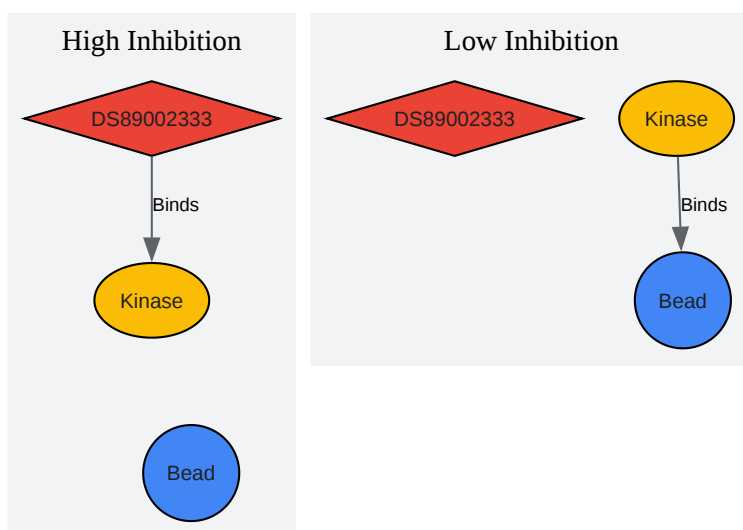 High Inhibition
DS89002333
Binds
Kinase
Bead
Low Inhibition
DS89002333
Kinase
Binds
Bead